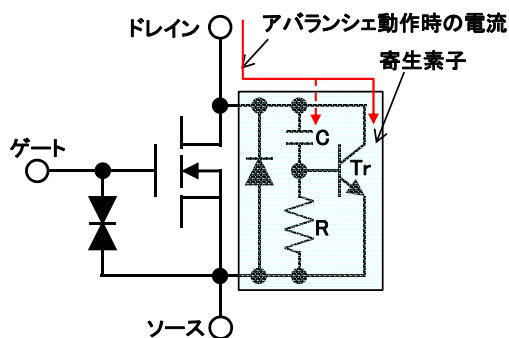 ドレイン
アバランシェ動作時の電流
寄生素子
ゲート
C
Tr
R
ソース